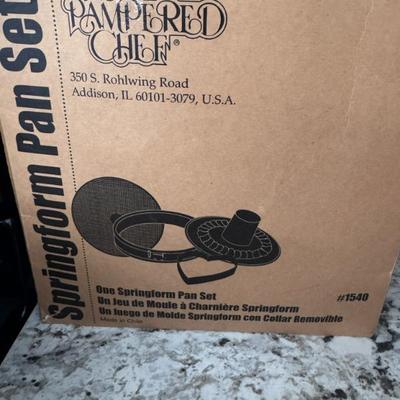 PAMPERED
CHEF®
350 S. Rohlwing Road
Addison, IL 60101-3079, U.S.A.
Springform Pan Set
One Springform Pan Set
Un Jeu de Moule à Charnière Springform
Un Juego de Molde Springform con Collar Removible
Made in China
#1540